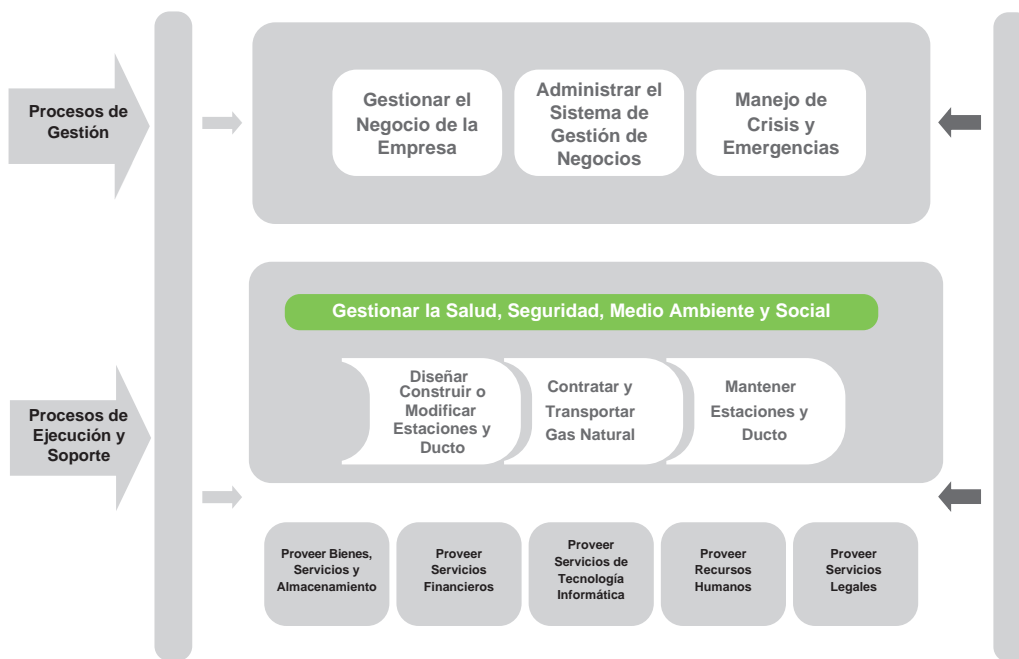 Procesos de
Gestión
Gestionar el
Negocio de la
Empresa
Administrar el
Sistema de
Gestión de
Negocios
Manejo de
Crisis y
Emergencias
Gestionar la Salud, Seguridad, Medio Ambiente y Social
Procesos de
Ejecución y
Soporte
Diseñar
Construir o
Modificar
Estaciones y
Ducto
Contratar y
Transportar
Gas Natural
Mantener
Estaciones y
Ducto
Proveer Bienes,
Servicios y
Almacenamiento
Proveer
Servicios
Financieros
Proveer
Servicios de
Tecnología
Informática
Proveer
Recursos
Humanos
Proveer
Servicios
Legales